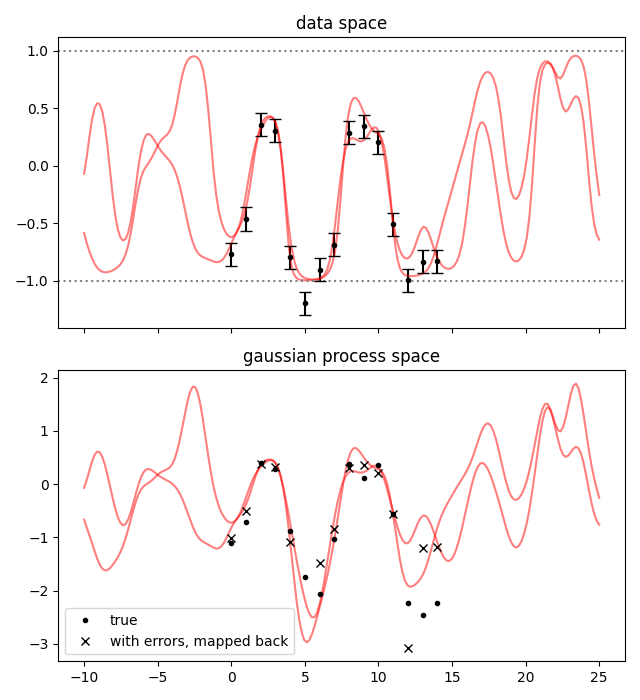 data space
1.0
0.5
0.0
−0.5
−1.0
gaussian process space
2
1
0
−1
−2
−3
true
with errors, mapped back
−10 −5 0 5 10 15 20 25